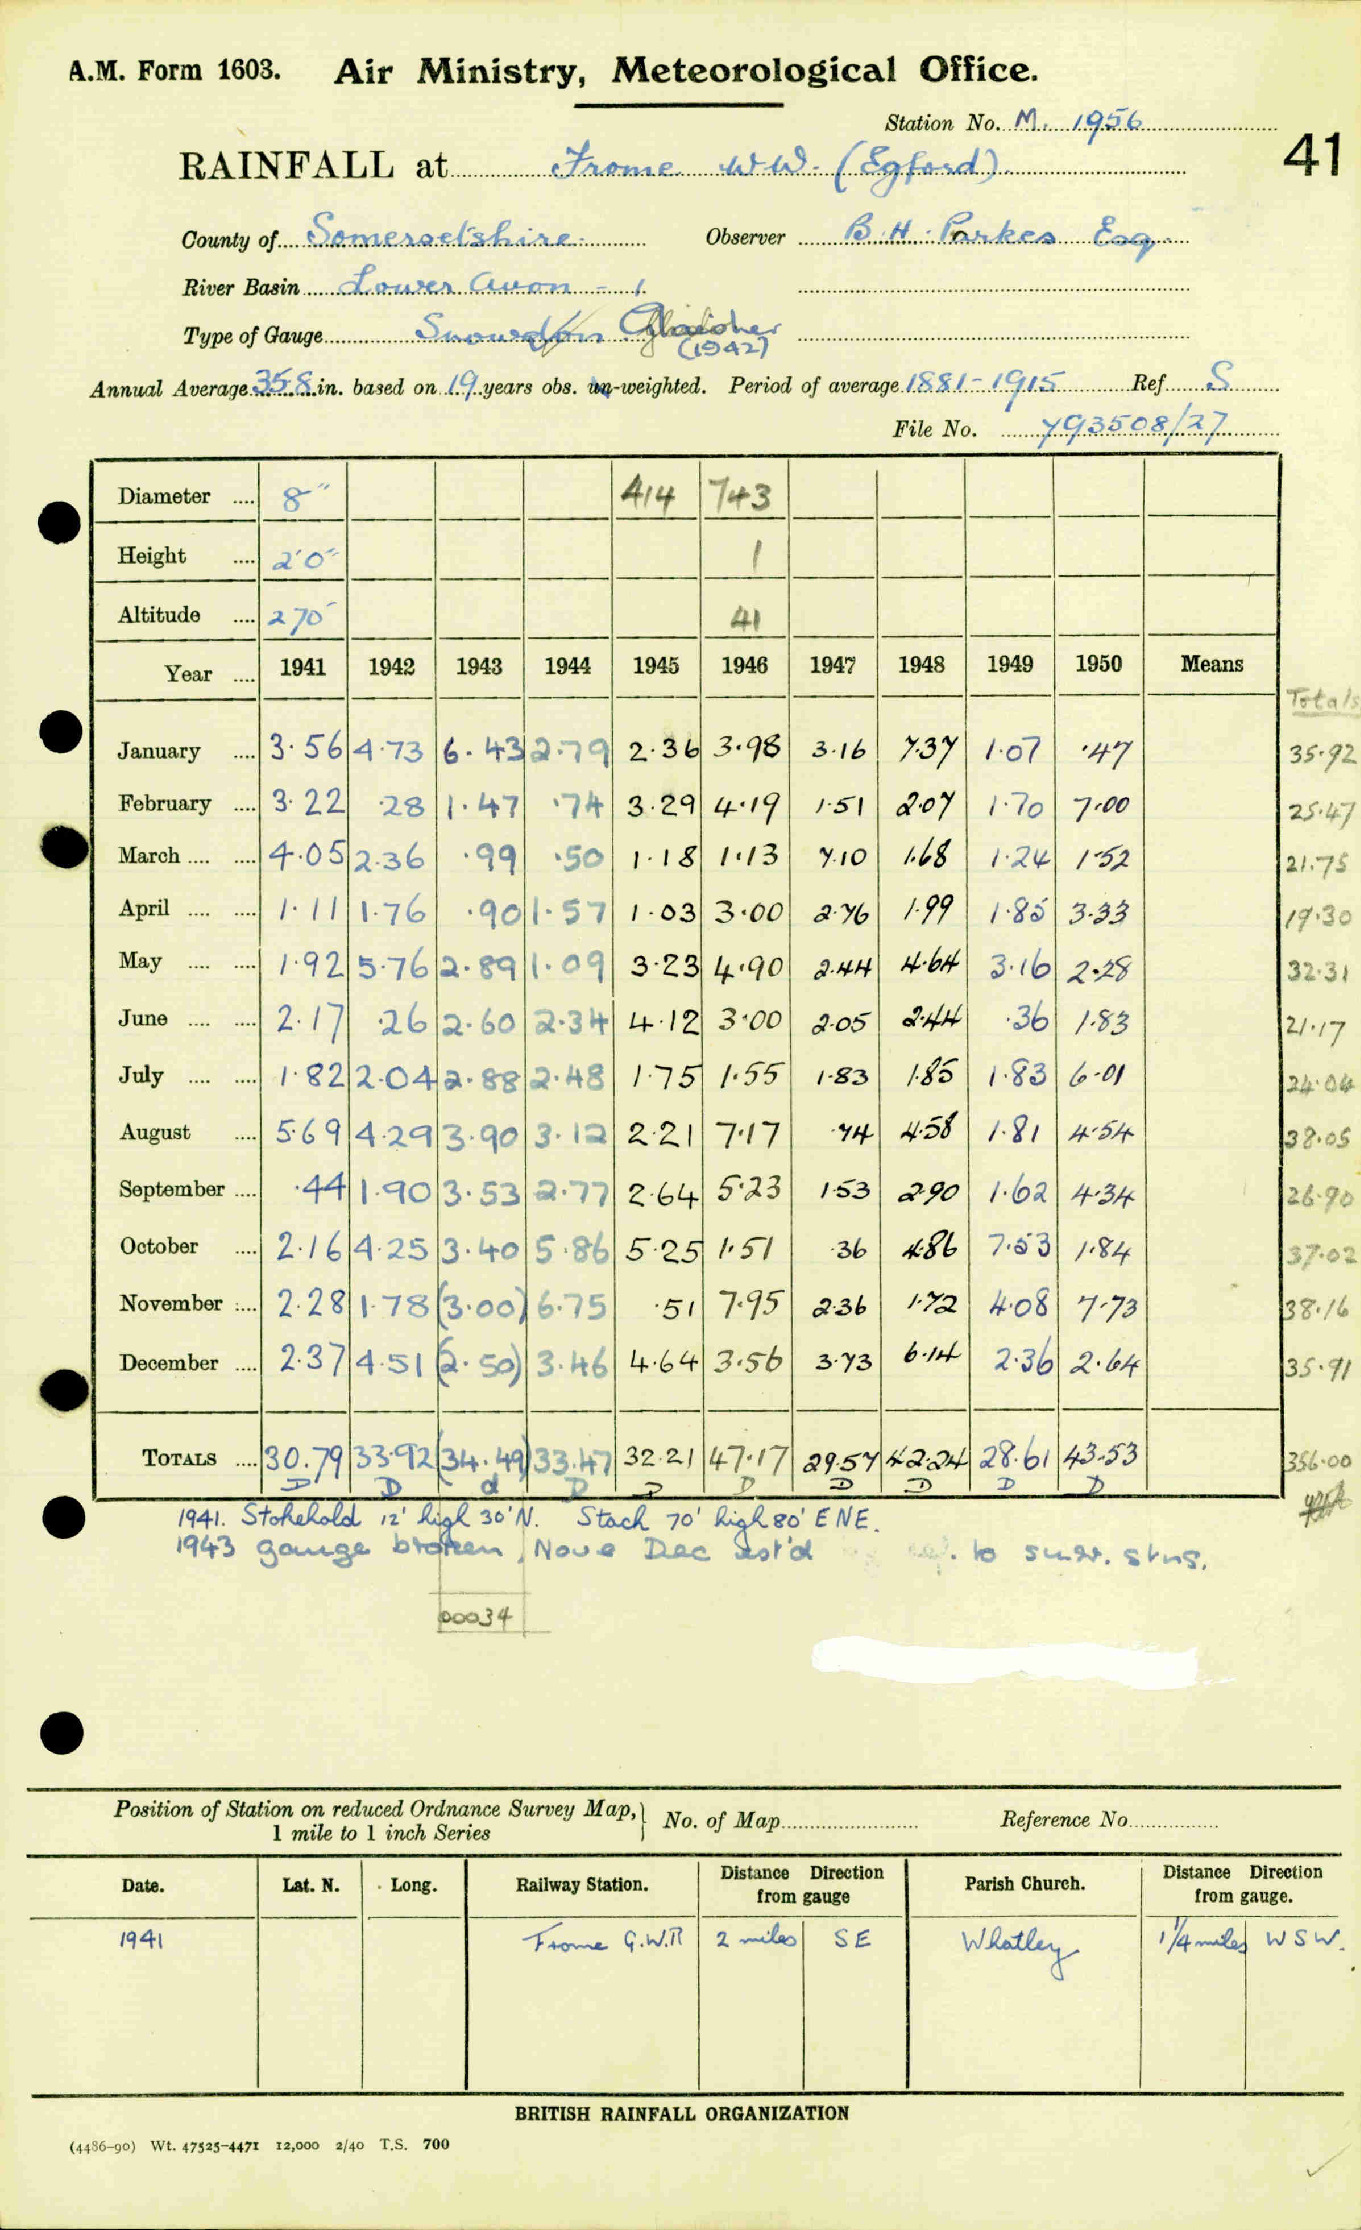 A.M. Form 1603. Air Ministry, Meteorological Office.
Station No. M. 1956
41
RAINFALL at Frome W.W. (Egford)
County of Somersetshire Observer B.H. Parkes Esq.
River Basin Lower Avon - 1
Type of Gauge Snowdon Glaisher
(1942)
Annual Average 35.8 in. based on 19 years obs. un-weighted. Period of average 1881-1915 Ref. S
File No. 793508/27
Diameter .... 8" 414 743
Height .... 2'0" 1
Altitude .... 270' 41
Year .... 1941 1942 1943 1944 1945 1946 1947 1948 1949 1950 Means
Totals
January .... 3.56 4.73 6.43 2.79 2.36 3.98 3.16 7.37 1.07 .47 35.92
February .... 3.22 .28 1.47 .74 3.29 4.19 1.51 2.07 1.70 7.00 25.47
March .... .... 4.05 2.36 .99 .50 1.18 1.13 7.10 1.68 1.24 1.52 21.75
April .... .... 1.11 1.76 .90 1.57 1.03 3.00 2.76 1.99 1.85 3.33 19.30
May .... .... 1.92 5.76 2.89 1.09 3.23 4.90 2.44 4.64 3.16 2.28 32.31
June .... .... 2.17 .26 2.60 2.34 4.12 3.00 2.05 2.44 .36 1.83 21.17
July .... .... 1.82 2.04 2.88 2.48 1.75 1.55 1.83 1.85 1.83 6.01 24.04
August .... 5.69 4.29 3.90 3.12 2.21 7.17 .74 4.58 1.81 4.54 38.05
September .... .44 1.90 3.53 2.77 2.64 5.23 1.53 2.90 1.62 4.34 26.90
October .... 2.16 4.25 3.40 5.86 5.25 1.51 .36 4.86 7.53 1.84 37.02
November .... 2.28 1.78 (3.00) 6.75 .51 7.95 2.36 1.72 4.08 7.73 38.16
December .... 2.37 4.51 (2.50) 3.46 4.64 3.56 3.73 6.14 2.36 2.64 35.91
TOTALS .... 30.79 33.92 (34.49) 33.47 32.21 47.17 29.57 42.24 28.61 43.53 356.00
D D d D D D D D D D
1941. Stokehold 12' high 30' N. Stack 70' high 80' ENE.
1943 gauge broken, Nov & Dec est'd to surr. stns.
00034
Position of Station on reduced Ordnance Survey Map,
1 mile to 1 inch Series
No. of Map Reference No.
Date. Lat. N. Long. Railway Station. Distance Direction from gauge Parish Church. Distance Direction from gauge.
1941 Frome G.W.R 2 miles SE Whatley 1 1/4 miles WSW.
BRITISH RAINFALL ORGANIZATION
(4486-90) Wt. 47525-4471 12,000 2/40 T.S. 700